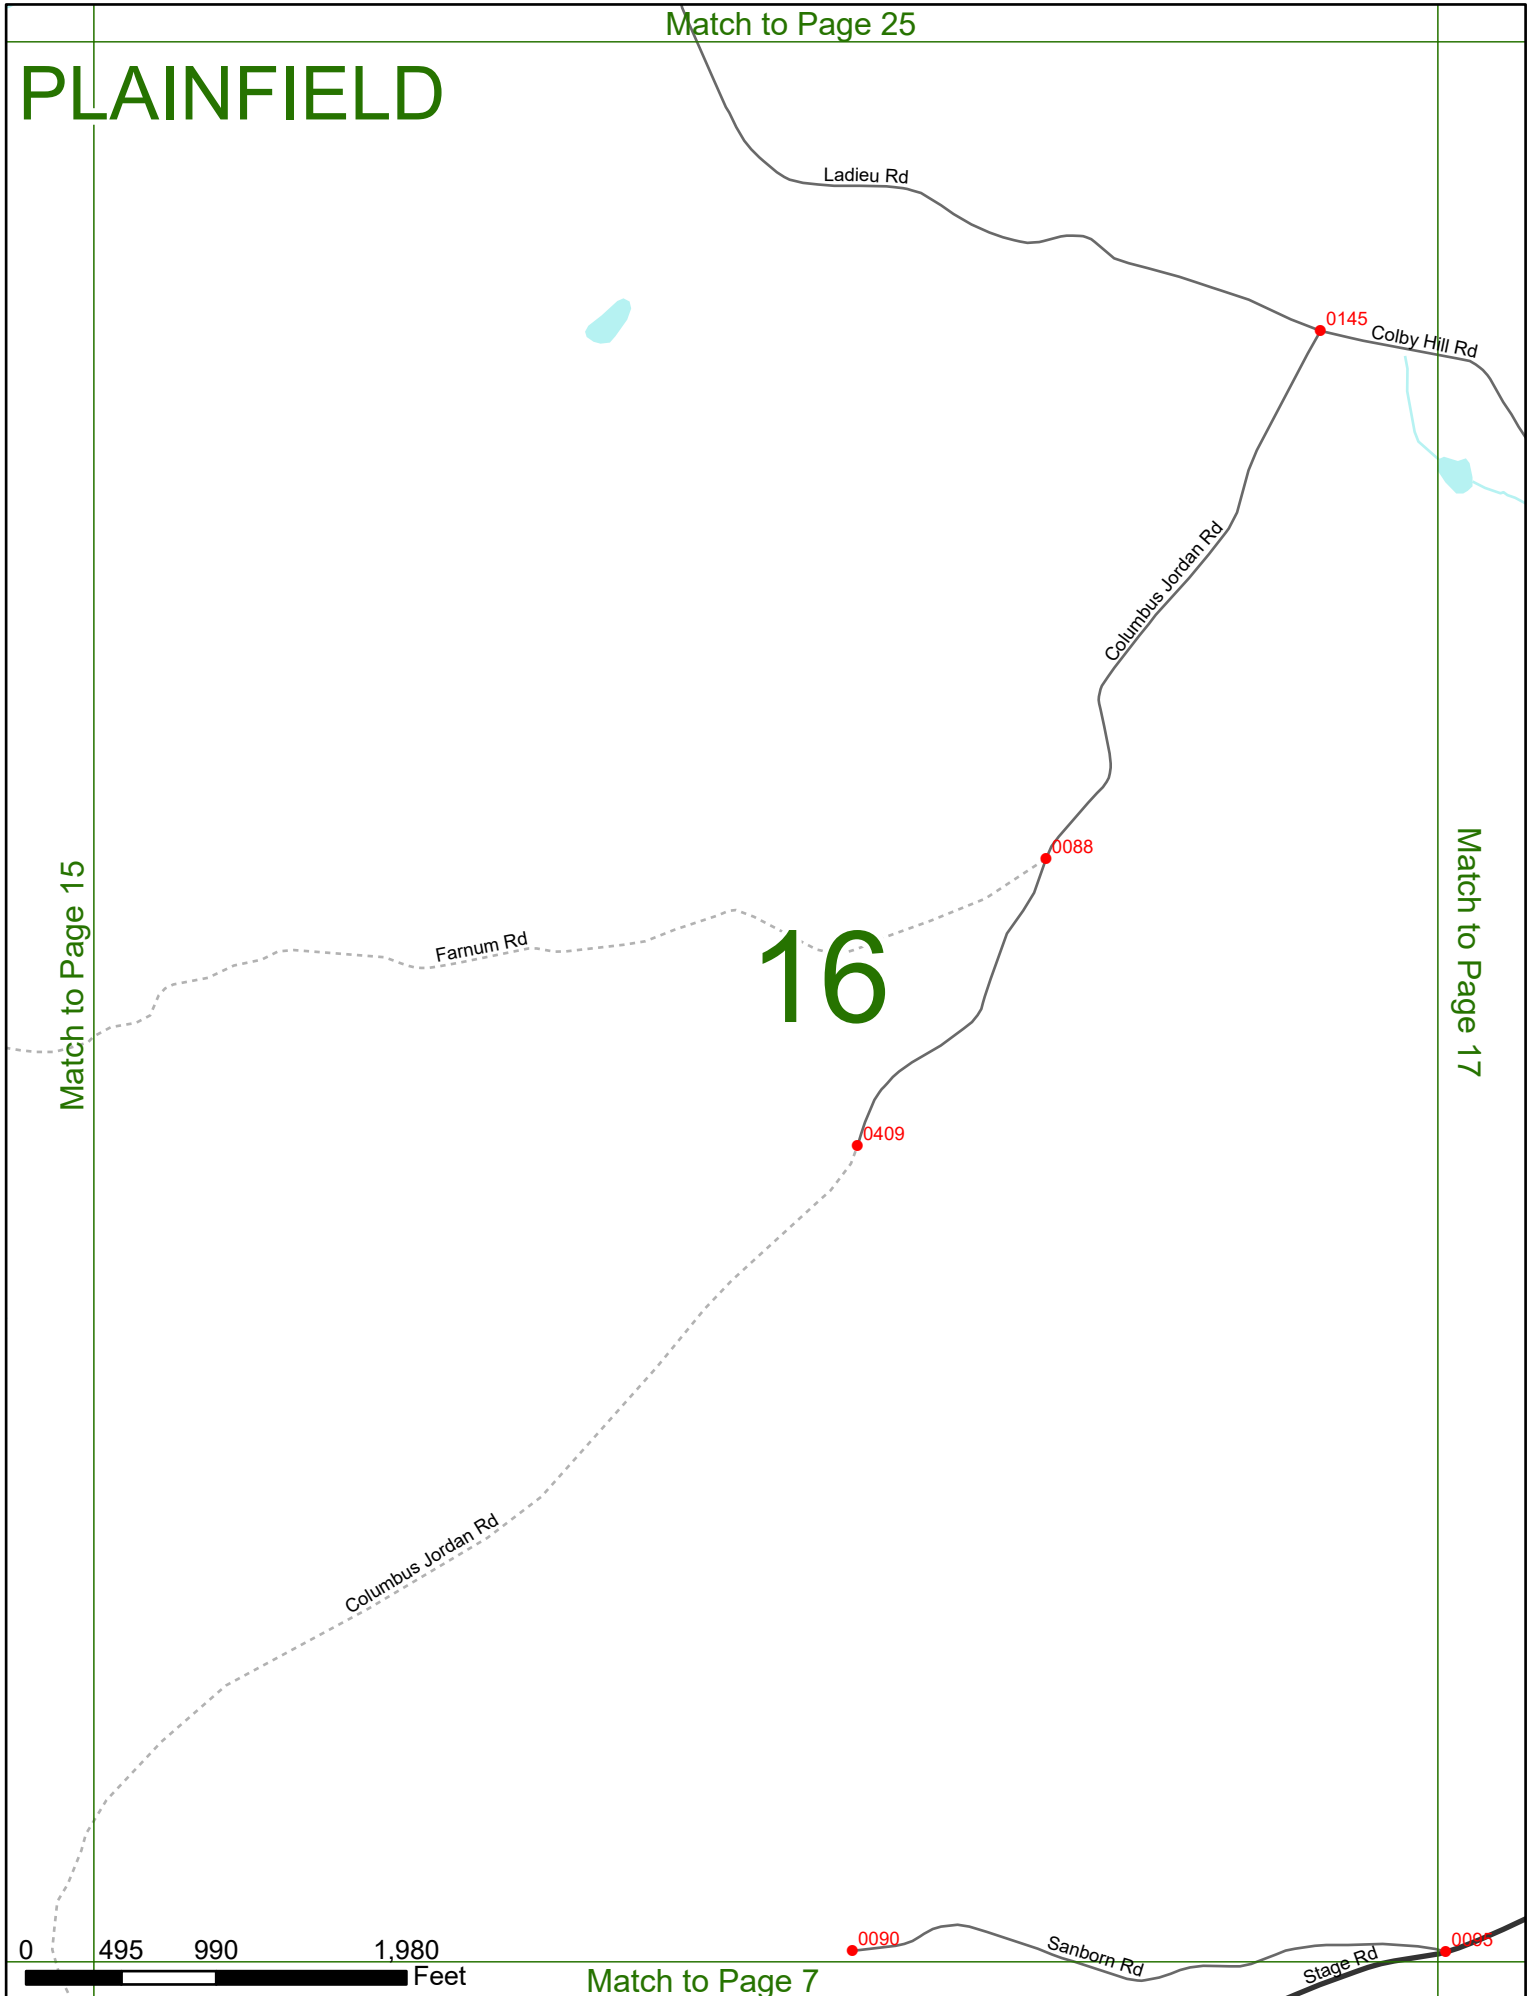 Match to Page 25
PLAINFIELD
Ladieu Rd
0145
Colby Hill Rd
Columbus Jordan Rd
0088
Match to Page 15
Farnum Rd
16
Match to Page 17
0409
Columbus Jordan Rd
0 495 990 1,980
Feet
0090
Sanborn Rd
Stage Rd
Match to Page 7